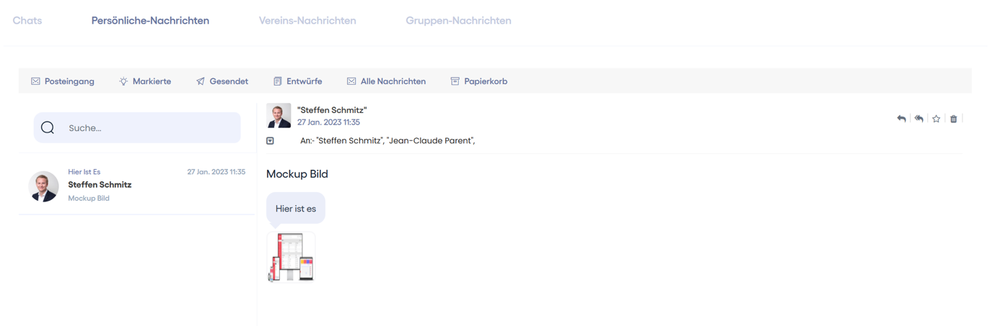 Chats Persönliche-Nachrichten Vereins-Nachrichten Gruppen-Nachrichten
Posteingang Markierte Gesendet Entwürfe Alle Nachrichten Papierkorb
Suche...
Hier Ist Es 27 Jan. 2023 11:35
Steffen Schmitz
Mockup Bild
"Steffen Schmitz"
27 Jan. 2023 11:35
An:- "Steffen Schmitz", "Jean-Claude Parent",
Mockup Bild
Hier ist es